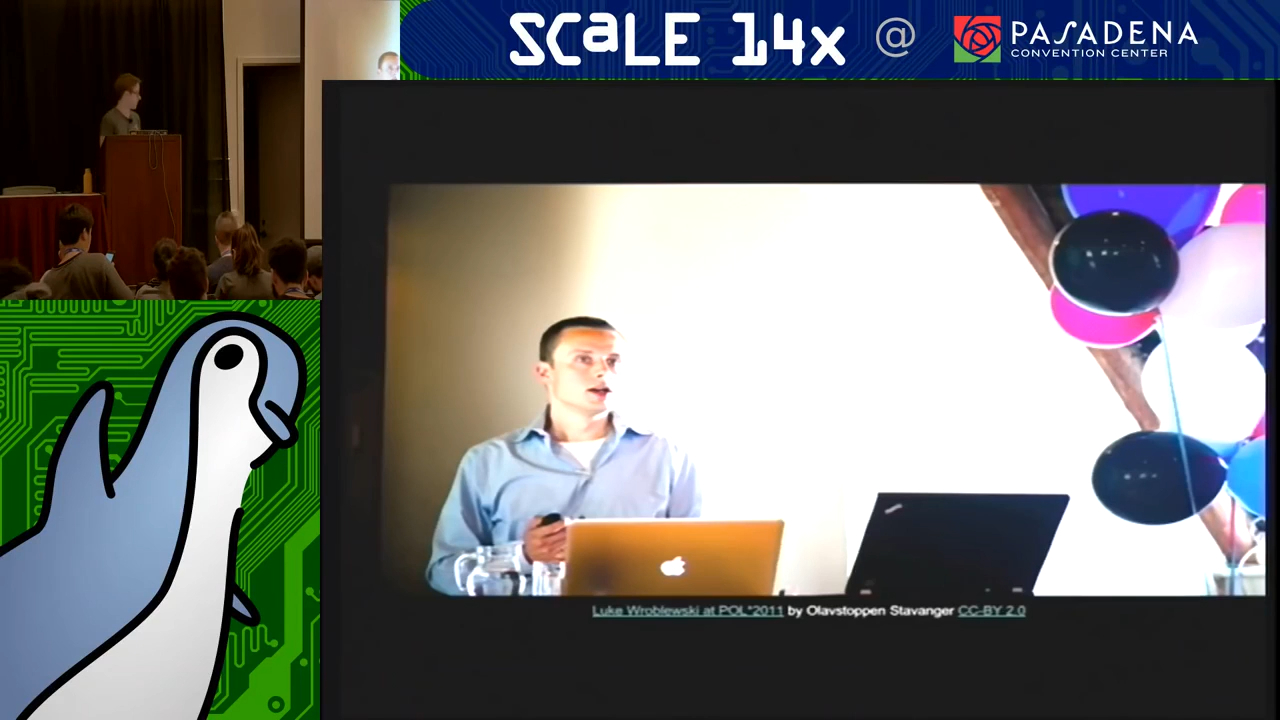 SCaLE 14x @ PASADENA
CONVENTION CENTER
Luke Wroblewski at POL*2011 by Olavstoppen Stavanger CC-BY 2.0